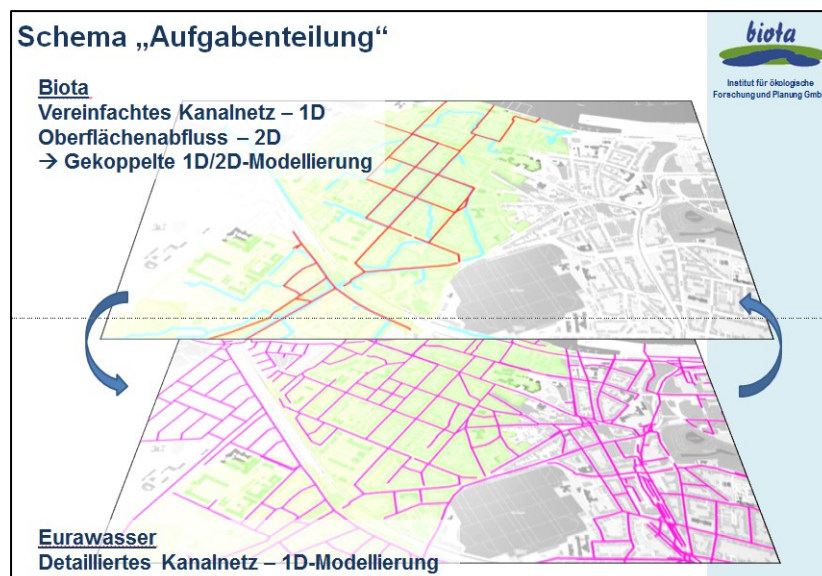 Schema „Aufgabenteilung“
biota
Institut für ökologische
Forschung und Planung GmbH
Biota
Vereinfachtes Kanalnetz – 1D
Oberflächenabfluss – 2D
→ Gekoppelte 1D/2D-Modellierung
Eurawasser
Detailliertes Kanalnetz – 1D-Modellierung